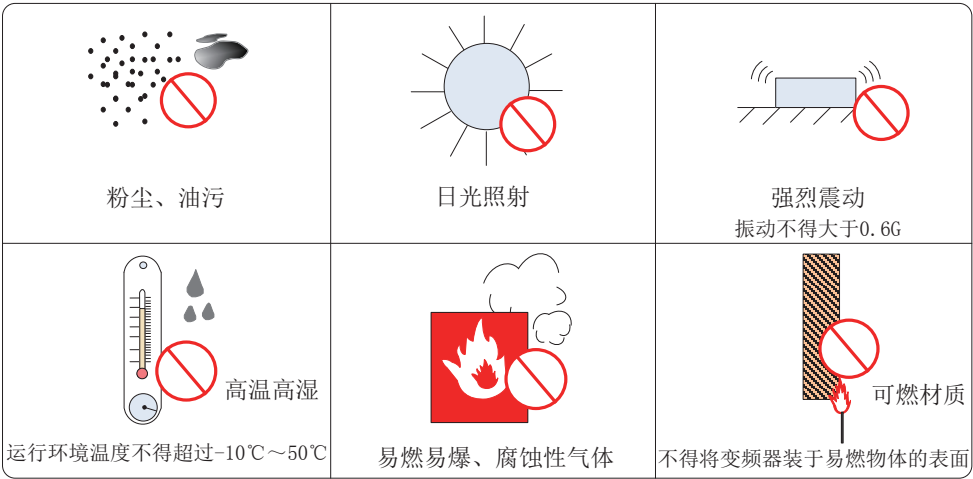 粉尘、油污
日光照射
强烈震动
振动不得大于0.6G
高温高湿
运行环境温度不得超过-10℃～50℃
易燃易爆、腐蚀性气体
可燃材质
不得将变频器装于易燃物体的表面